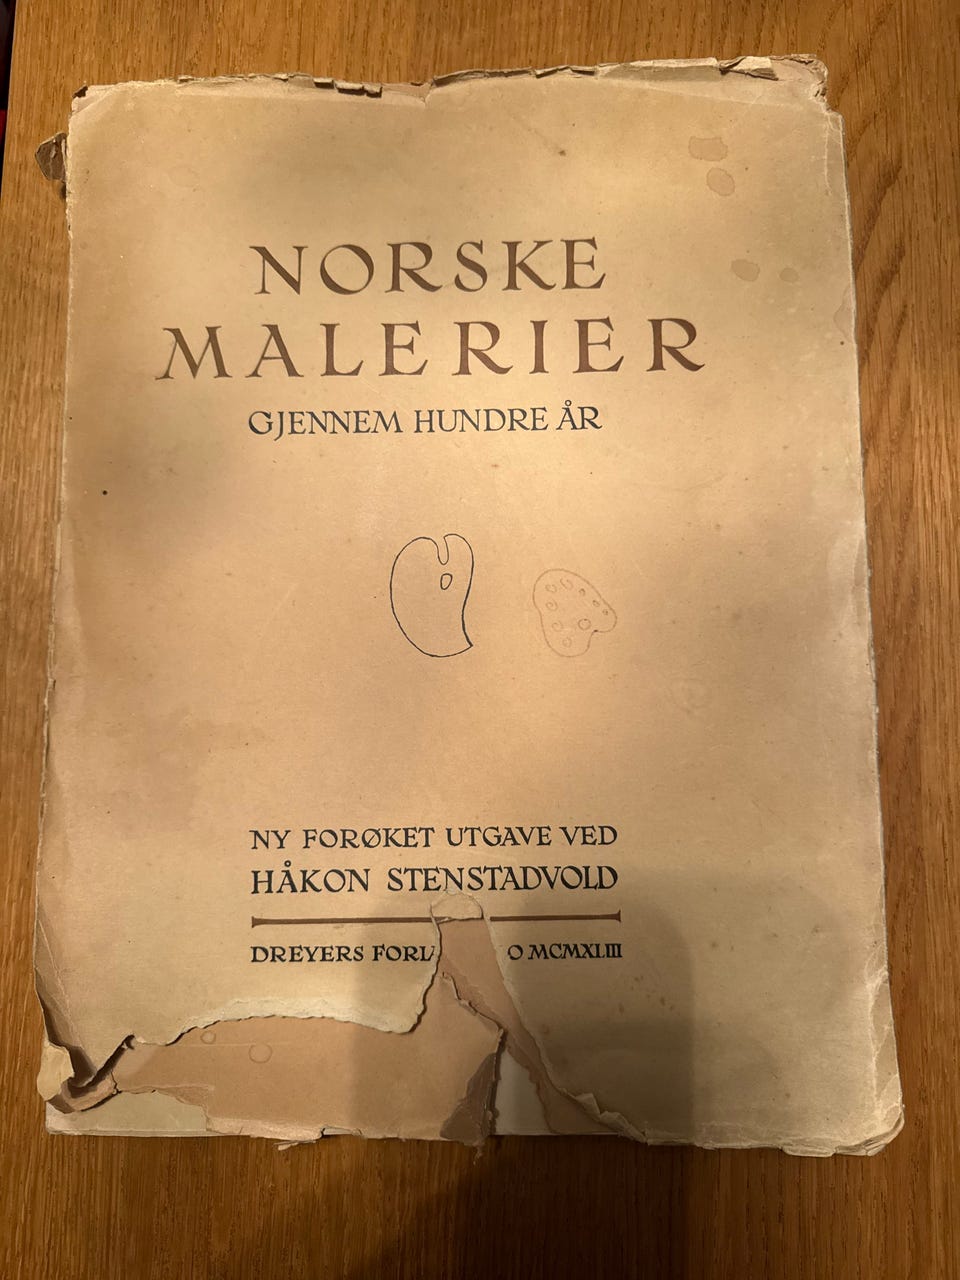 NORSKE
MALERIER
GJENNEM HUNDRE ÅR
NY FORØKET UTGAVE VED
HÅKON STENSTADVOLD
DREYERS MCMXLIII